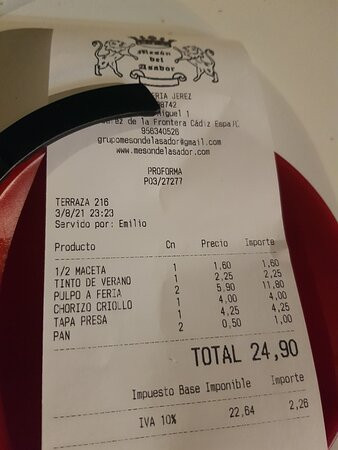 Mesón
del
Asador
ERIA JEREZ
8742
iguel 1
rez de la Frontera Cádiz Espa
956340526
grupomesondelasador@gmail.com
www.mesondelasador.com
PROFORMA
P03/27277
TERRAZA 216
3/8/21 23:23
Servido por: Emilio
Producto Cn Precio Importe
1/2 MACETA 1 1,60 1,60
TINTO DE VERANO 1 2,25 2,25
PULPO A FERIA 2 5,90 11,80
CHORIZO CRIOLLO 1 4,00 4,00
TAPA PRESA 1 4,25 4,25
PAN 2 0,50 1,00
TOTAL 24,90
Impuesto Base Imponible Importe
IVA 10% 22,64 2,26